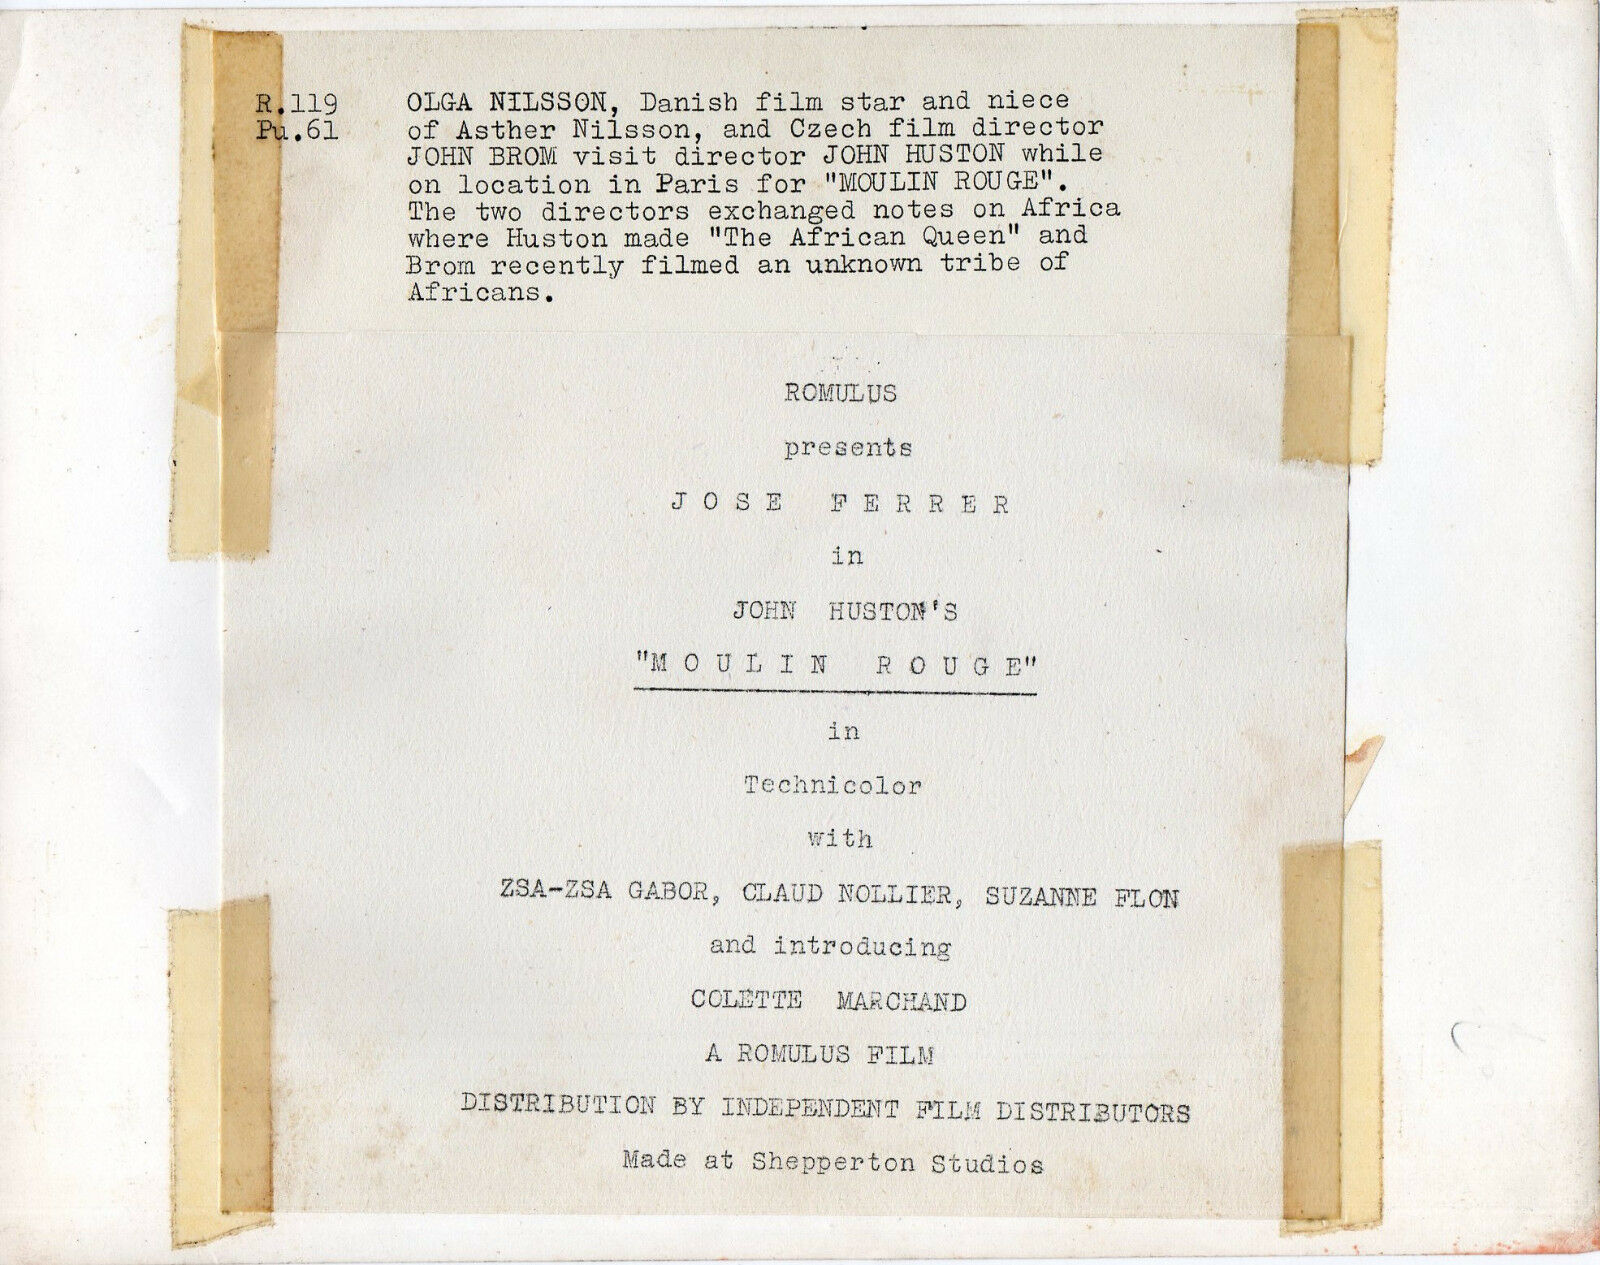 R.119
Pu.61
OLGA NILSSON, Danish film star and niece
of Asther Nilsson, and Czech film director
JOHN BROM visit director JOHN HUSTON while
on location in Paris for "MOULIN ROUGE".
The two directors exchanged notes on Africa
where Huston made "The African Queen" and
Brom recently filmed an unknown tribe of
Africans.
ROMULUS
presents
J O S E  F E R R E R
in
JOHN HUSTON'S
"M O U L I N  R O U G E"
in
Technicolor
with
ZSA-ZSA GABOR, CLAUD NOLLIER, SUZANNE FLON
and introducing
COLETTE MARCHAND
A ROMULUS FILM
DISTRIBUTION BY INDEPENDENT FILM DISTRIBUTORS
Made at Shepperton Studios